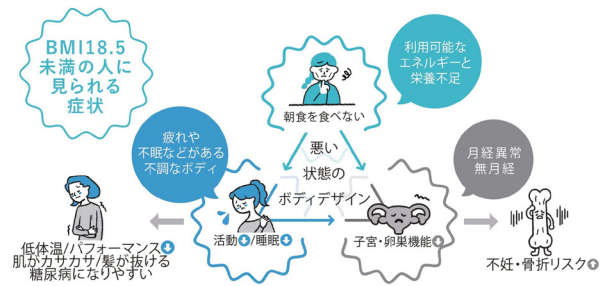 BMI18.5
未満の人に
見られる
症状
利用可能な
エネルギーと
栄養不足
朝食を食べない
疲れや
不眠などがある
不調なボディ
悪い
状態の
ボディデザイン
月経異常
無月経
低体温/パフォーマンス↓
肌がカサカサ/髪が抜ける
糖尿病になりやすい
活動↓/睡眠↓
子宮・卵巣機能↓
不妊・骨折リスク↑